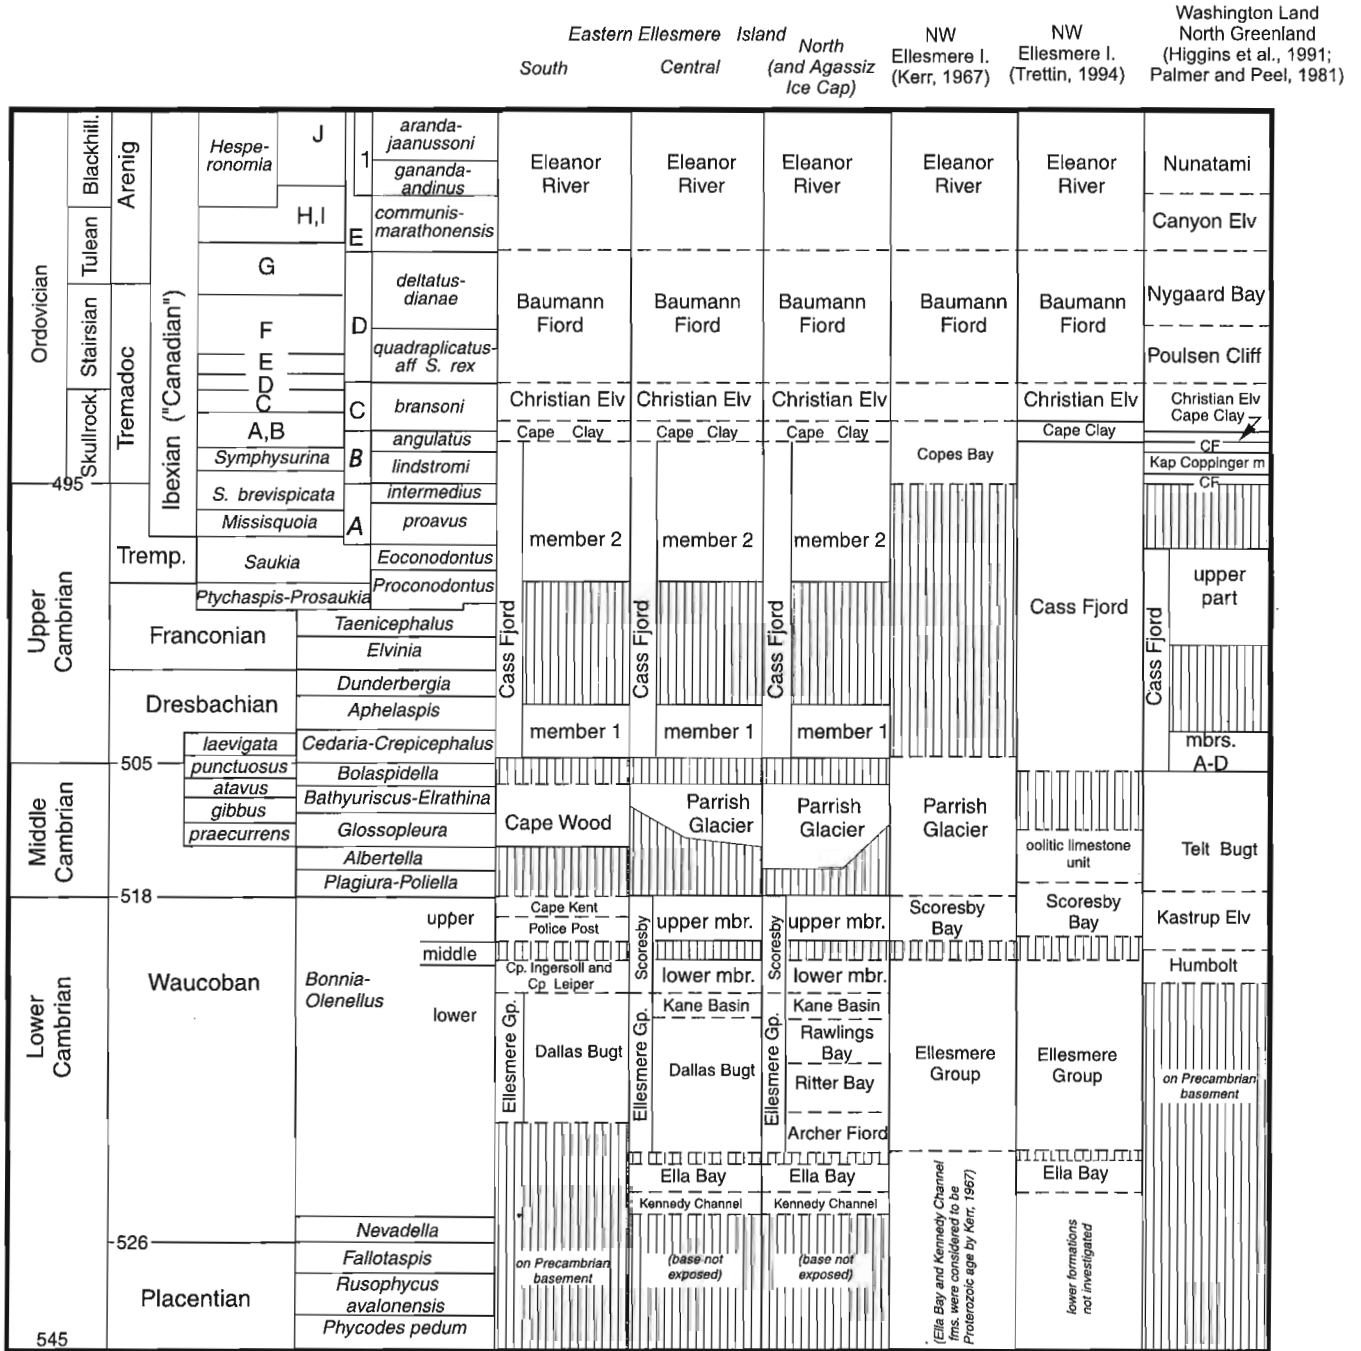 Eastern Ellesmere Island
South
Central
North
(and Agassiz
Ice Cap)
NW
Ellesmere I.
(Kerr, 1967)
NW
Ellesmere I.
(Trettin, 1994)
Washington Land
North Greenland
(Higgins et al., 1991;
Palmer and Peel, 1981)
Ordovician
Upper
Cambrian
Middle
Cambrian
Lower
Cambrian
495
505
518
526
545
Blackhill.
Tulean
Stairsian
Skullrock.
Arenig
Tremadoc
Tremp.
Franconian
Dresbachian
Waucoban
Placentian
Ibexian ("Canadian")
Hespe-
ronomia
J
H,I
G
F
E
D
C
A,B
Symphysurina
S. brevispicata
Missisquoia
Saukia
Ptychaspis-Prosaukia
1
E
D
C
B
A
aranda-
jaanussoni
gananda-
andinus
communis-
marathonensis
deltatus-
dianae
quadraplicatus-
aff S. rex
bransoni
angulatus
lindstromi
intermedius
proavus
Eoconodontus
Proconodontus
Taenicephalus
Elvinia
Dunderbergia
Aphelaspis
Cedaria-Crepicephalus
Bolaspidella
Bathyuriscus-Elrathina
Glossopleura
Albertella
Plagiura-Poliella
laevigata
punctuosus
atavus
gibbus
praecurrens
Bonnia-
Olenellus
upper
middle
lower
Nevadella
Fallotaspis
Rusophycus
avalonensis
Phycodes pedum
Eleanor
River
Baumann
Fiord
Christian Elv
Cape Clay
Cass Fjord
member 2
member 1
Cape Wood
Cape Kent
Police Post
Cp. Ingersoll and
Cp Leiper
Ellesmere Gp.
Dallas Bugt
on Precambrian
basement
Eleanor
River
Baumann
Fiord
Christian Elv
Cape Clay
Cass Fjord
member 2
member 1
Parrish
Glacier
Scoresby
upper mbr.
lower mbr.
Ellesmere Gp.
Kane Basin
Dallas Bugt
Ella Bay
Kennedy Channel
(base not
exposed)
Eleanor
River
Baumann
Fiord
Christian Elv
Cape Clay
Cass Fjord
member 2
member 1
Parrish
Glacier
Scoresby
upper mbr.
lower mbr.
Ellesmere Gp.
Kane Basin
Rawlings
Bay
Ritter Bay
Archer Fiord
Ella Bay
Kennedy Channel
(base not
exposed)
Eleanor
River
Baumann
Fiord
Copes Bay
Parrish
Glacier
Scoresby
Bay
Ellesmere
Group
(Ella Bay and Kennedy Channel
fms. were considered to be
Proterozoic age by Kerr, 1967)
Eleanor
River
Baumann
Fiord
Christian Elv
Cape Clay
Cass Fjord
oolitic limestone
unit
Scoresby
Bay
Ellesmere
Group
Ella Bay
lower formations
not investigated
Nunatami
Canyon Elv
Nygaard Bay
Poulsen Cliff
Christian Elv
Cape Clay
CF
Kap Coppinger m
CF
Cass Fjord
upper
part
mbrs.
A-D
Telt Bugt
Kastrup Elv
Humbolt
on Precambrian
basement